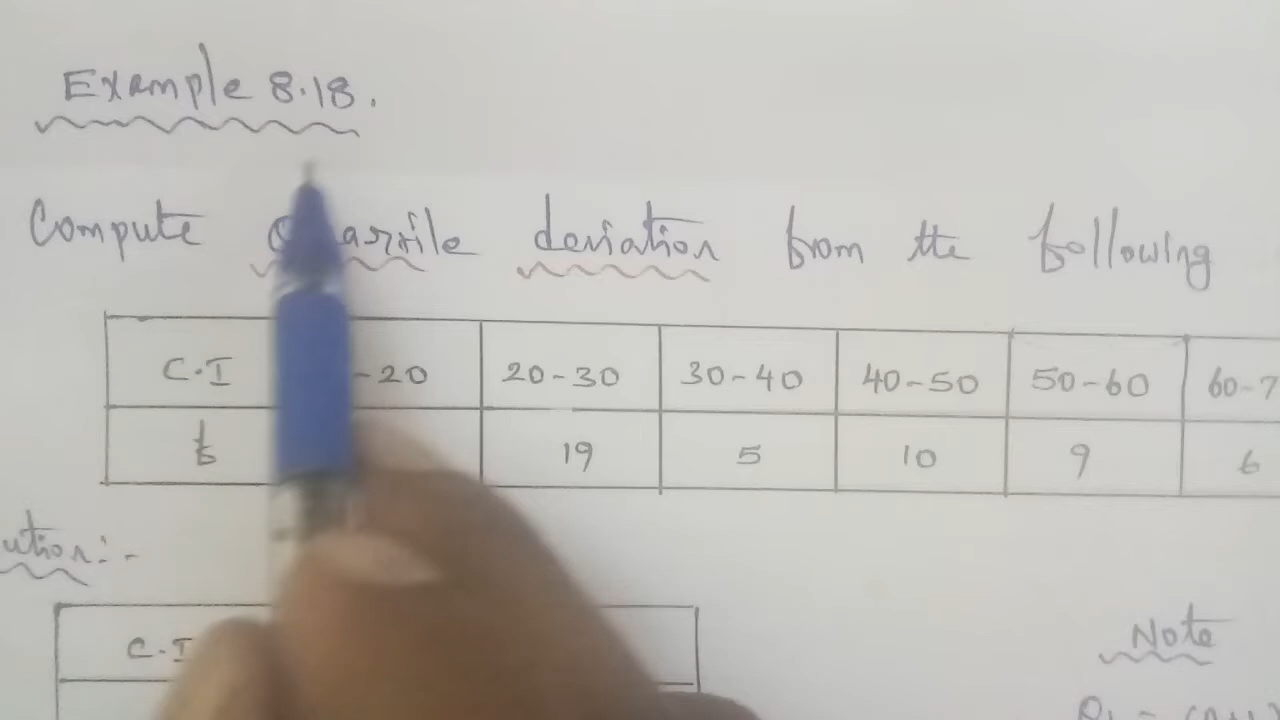 Example 8.18.
Compute deviation from the following
C.I -20 20-30 30-40 40-50 50-60 60-7
f 19 5 10 9 6
ution:-
C.I
Note